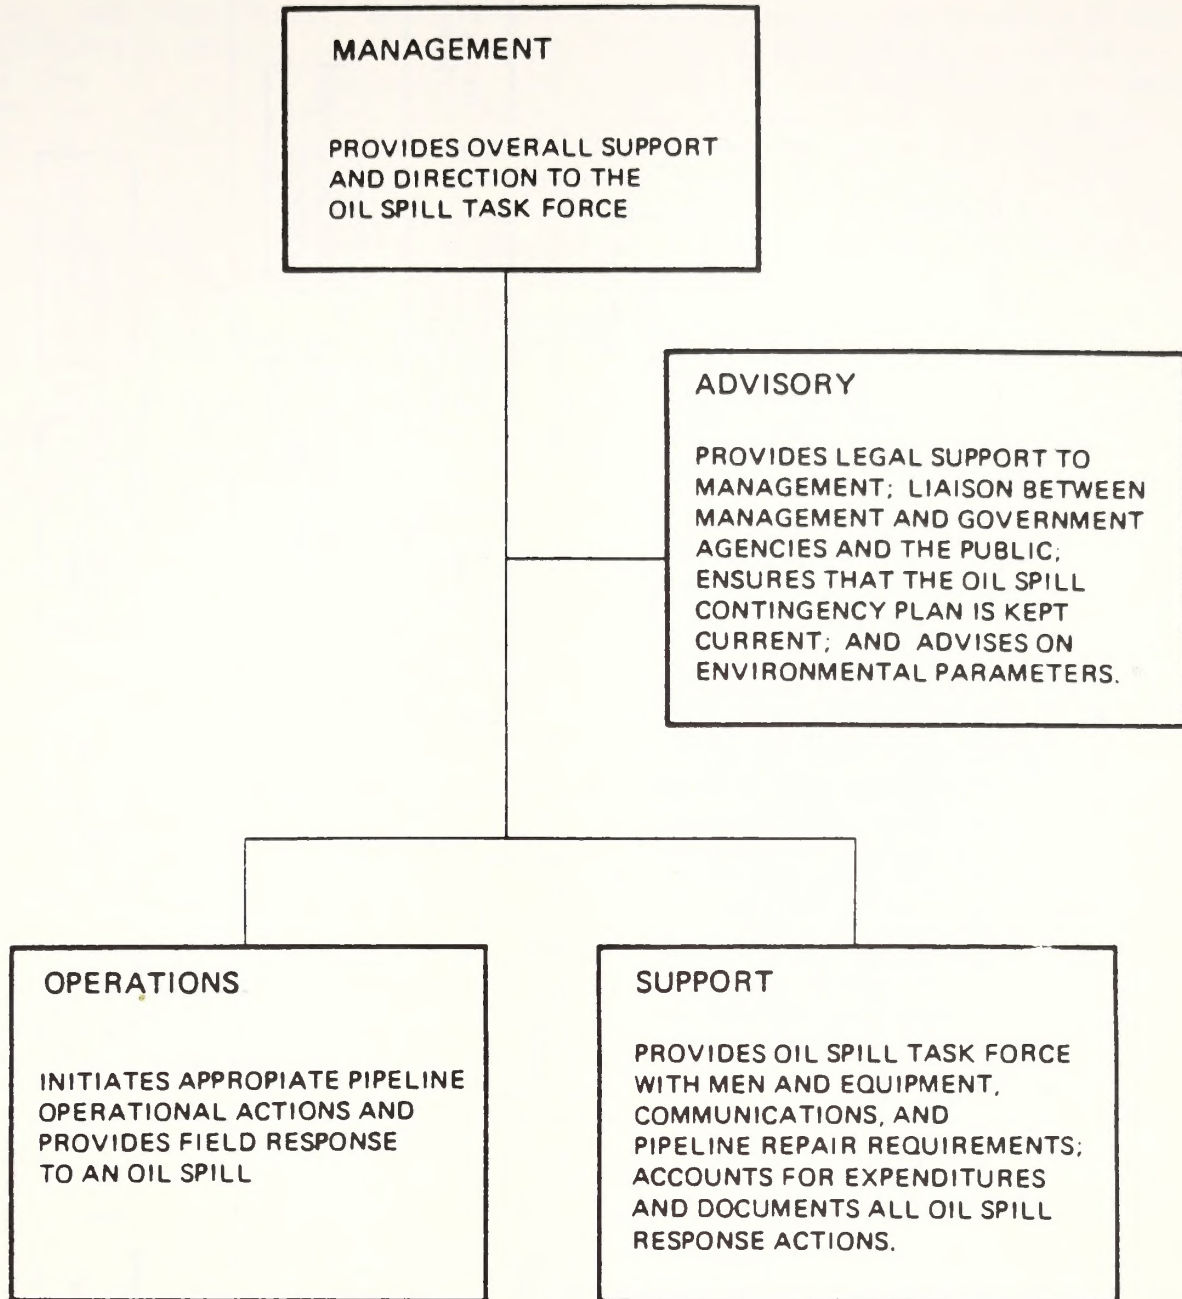 MANAGEMENT
PROVIDES OVERALL SUPPORT
AND DIRECTION TO THE
OIL SPILL TASK FORCE
ADVISORY
PROVIDES LEGAL SUPPORT TO
MANAGEMENT; LIAISON BETWEEN
MANAGEMENT AND GOVERNMENT
AGENCIES AND THE PUBLIC;
ENSURES THAT THE OIL SPILL
CONTINGENCY PLAN IS KEPT
CURRENT; AND ADVISES ON
ENVIRONMENTAL PARAMETERS.
OPERATIONS
INITIATES APPROPIATE PIPELINE
OPERATIONAL ACTIONS AND
PROVIDES FIELD RESPONSE
TO AN OIL SPILL
SUPPORT
PROVIDES OIL SPILL TASK FORCE
WITH MEN AND EQUIPMENT,
COMMUNICATIONS, AND
PIPELINE REPAIR REQUIREMENTS;
ACCOUNTS FOR EXPENDITURES
AND DOCUMENTS ALL OIL SPILL
RESPONSE ACTIONS.